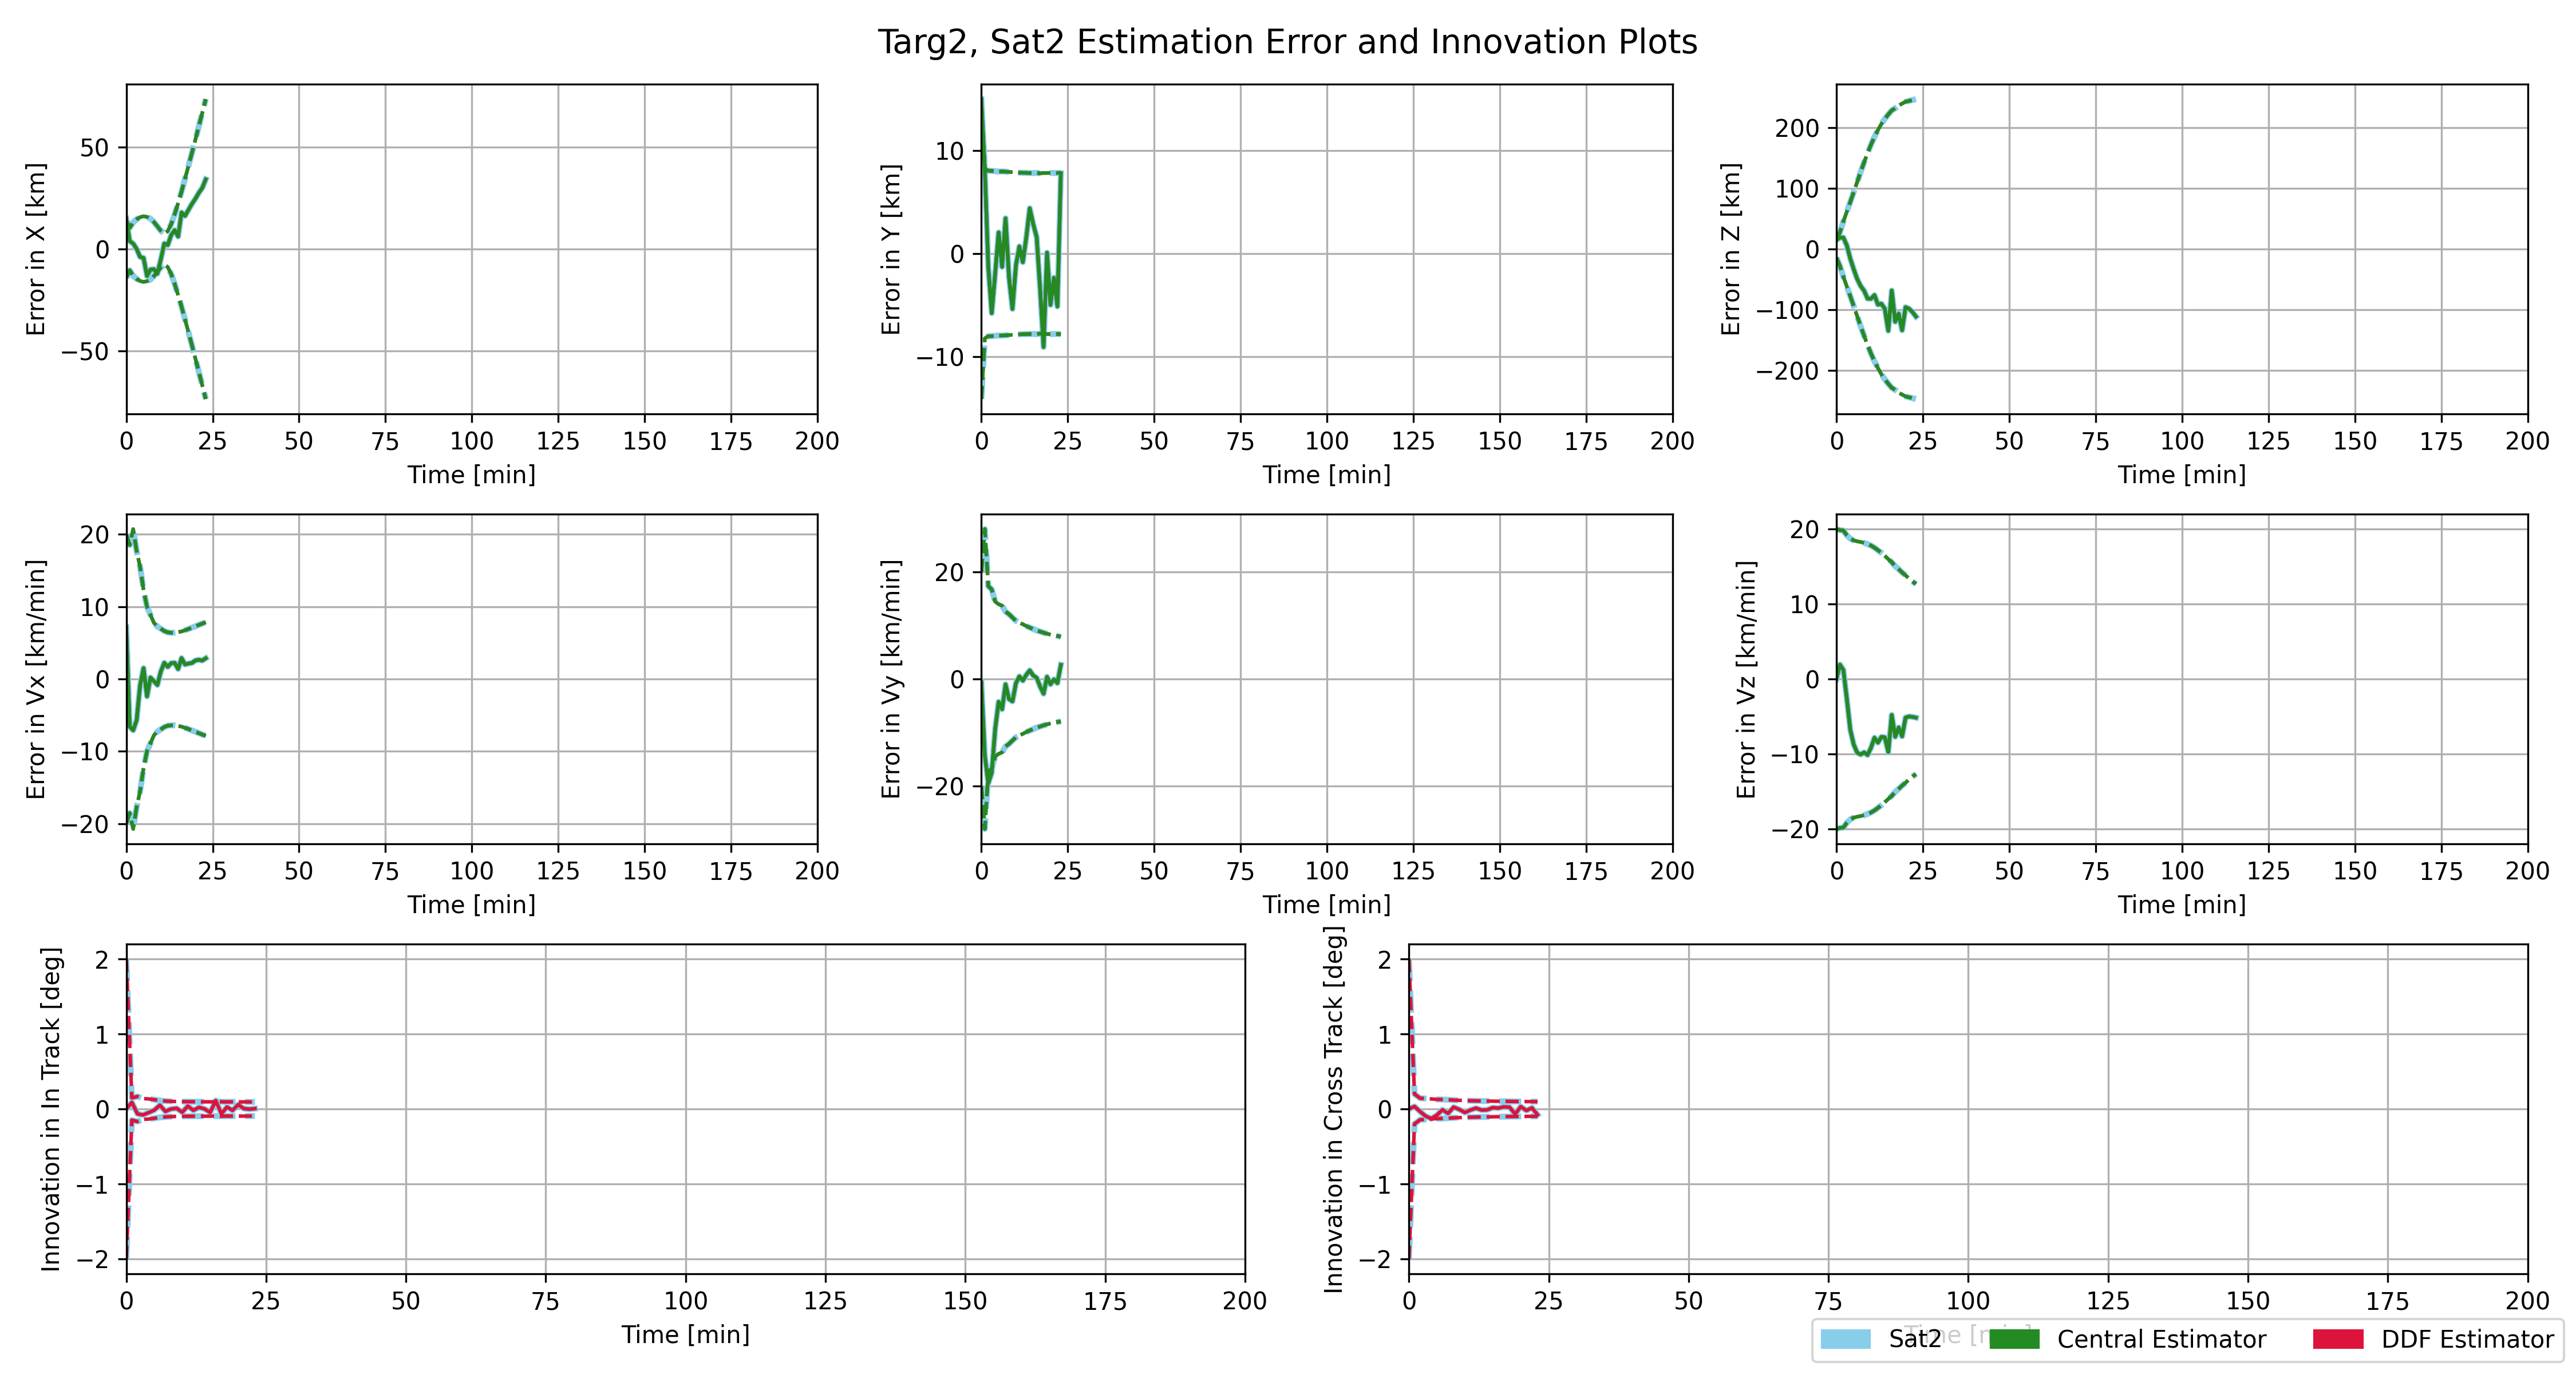 Targ2, Sat2 Estimation Error and Innovation Plots
Error in X [km]
50
0
−50
0 25 50 75 100 125 150 175 200
Time [min]
Error in Y [km]
10
0
−10
0 25 50 75 100 125 150 175 200
Time [min]
Error in Z [km]
200
100
0
−100
−200
0 25 50 75 100 125 150 175 200
Time [min]
Error in Vx [km/min]
20
10
0
−10
−20
0 25 50 75 100 125 150 175 200
Time [min]
Error in Vy [km/min]
20
0
−20
0 25 50 75 100 125 150 175 200
Time [min]
Error in Vz [km/min]
20
10
0
−10
−20
0 25 50 75 100 125 150 175 200
Time [min]
Innovation in In Track [deg]
2
1
0
−1
−2
0 25 50 75 100 125 150 175 200
Time [min]
Innovation in Cross Track [deg]
2
1
0
−1
−2
0 25 50 75 100 125 150 175 200
Time [min]
Sat2 Central Estimator DDF Estimator